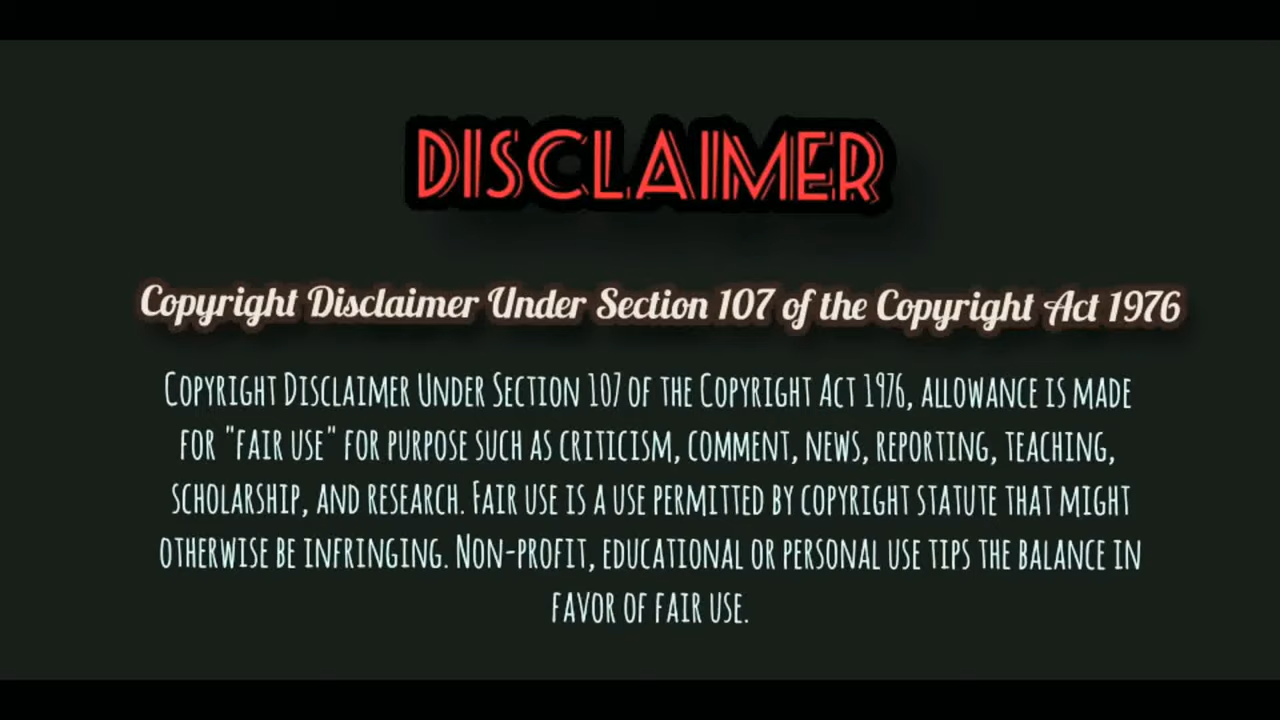 DISCLAIMER
Copyright Disclaimer Under Section 107 of the Copyright Act 1976
Copyright Disclaimer Under Section 107 of the Copyright Act 1976, allowance is made
for "fair use" for purpose such as criticism, comment, news, reporting, teaching,
scholarship, and research. Fair use is a use permitted by copyright statute that might
otherwise be infringing. Non-profit, educational or personal use tips the balance in
favor of fair use.